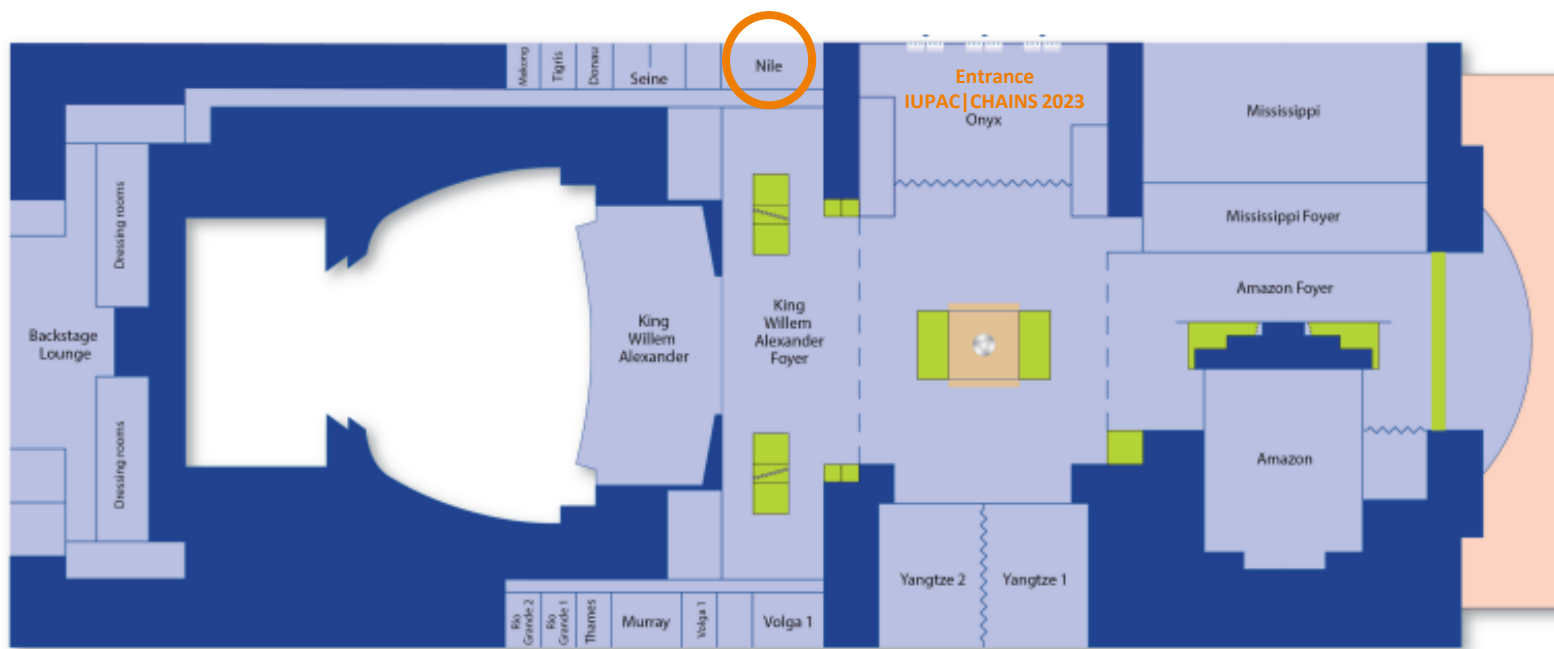 Mekong
Tigris
Donau
Seine
Nile
Entrance
IUPAC|CHAINS 2023
Onyx
Mississippi
Mississippi Foyer
Dressing rooms
Amazon Foyer
Backstage
Lounge
King
Willem
Alexander
King
Willem
Alexander
Foyer
Dressing rooms
Amazon
Yangtze 2
Yangtze 1
Rio
Grande 2
Rio
Grande 1
Thames
Murray
Volga 1
Volga 1